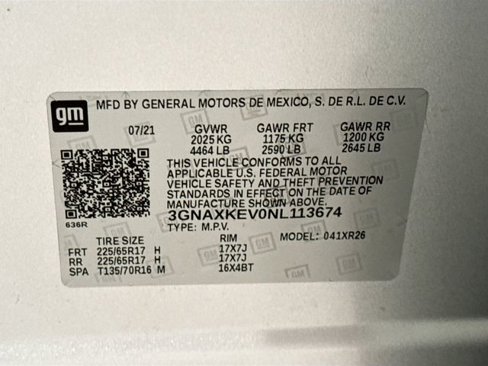 gm
MFD BY GENERAL MOTORS DE MEXICO, S. DE R.L. DE C.V.
07/21 GVWR GAWR FRT GAWR RR
2025 KG 1175 KG 1200 KG
4464 LB 2590 LB 2645 LB
THIS VEHICLE CONFORMS TO ALL
APPLICABLE U.S. FEDERAL MOTOR
VEHICLE SAFETY AND THEFT PREVENTION
STANDARDS IN EFFECT ON THE DATE OF
MANUFACTURE SHOWN ABOVE.
636R 3GNAXKEV0NL113674
TYPE: M.P.V.
TIRE SIZE RIM MODEL: 041XR26
FRT 225/65R17 H 17X7J
RR 225/65R17 H 17X7J
SPA T135/70R16 M 16X4BT